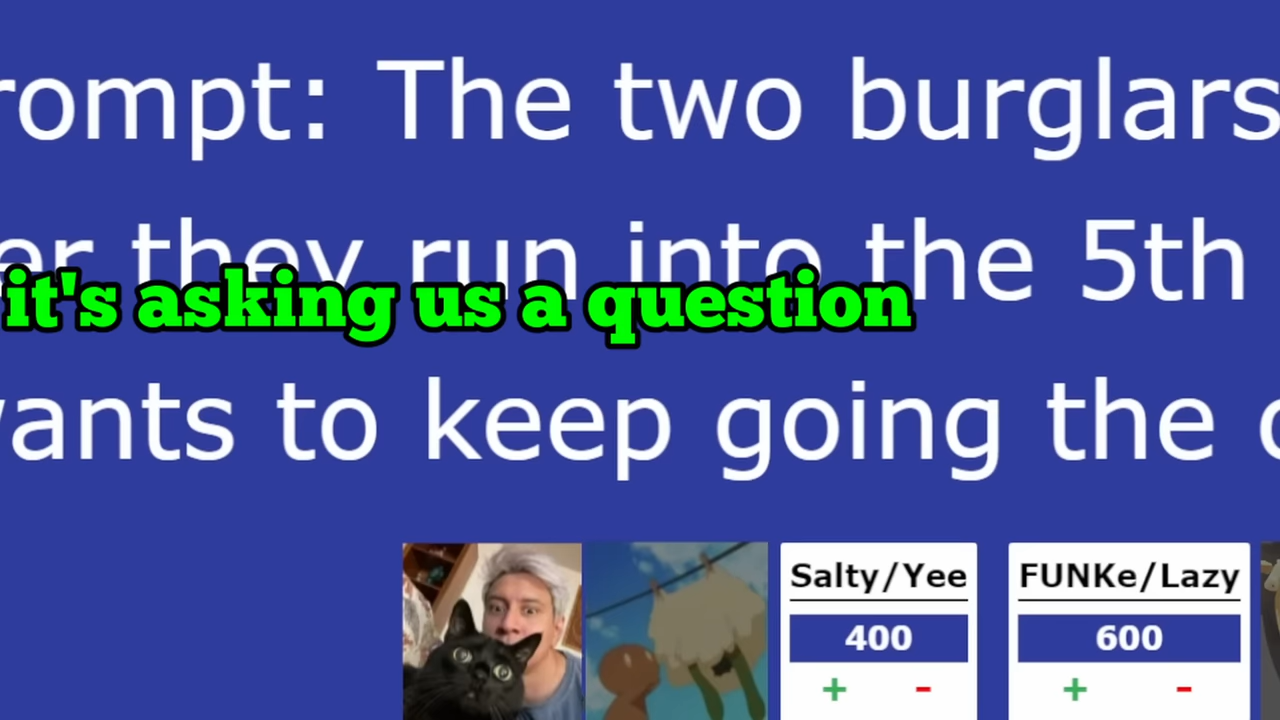 rompt: The two burglars
er they run into the 5th
it's asking us a question
wants to keep going the
Salty/Yee
FUNKe/Lazy
400
600
+ -
+ -